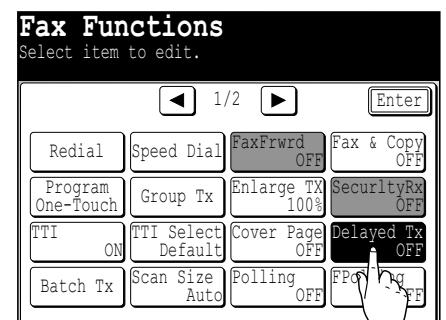 Fax Functions
Select item to edit.
1/2
Enter
Redial
Speed Dial
FaxFrwrd
OFF
Fax & Copy
OFF
Program
One-Touch
Group Tx
Enlarge TX
100%
SecurltyRx
OFF
TTI
ON
TTI Select
Default
Cover Page
OFF
Delayed Tx
OFF
Batch Tx
Scan Size
Auto
Polling
OFF